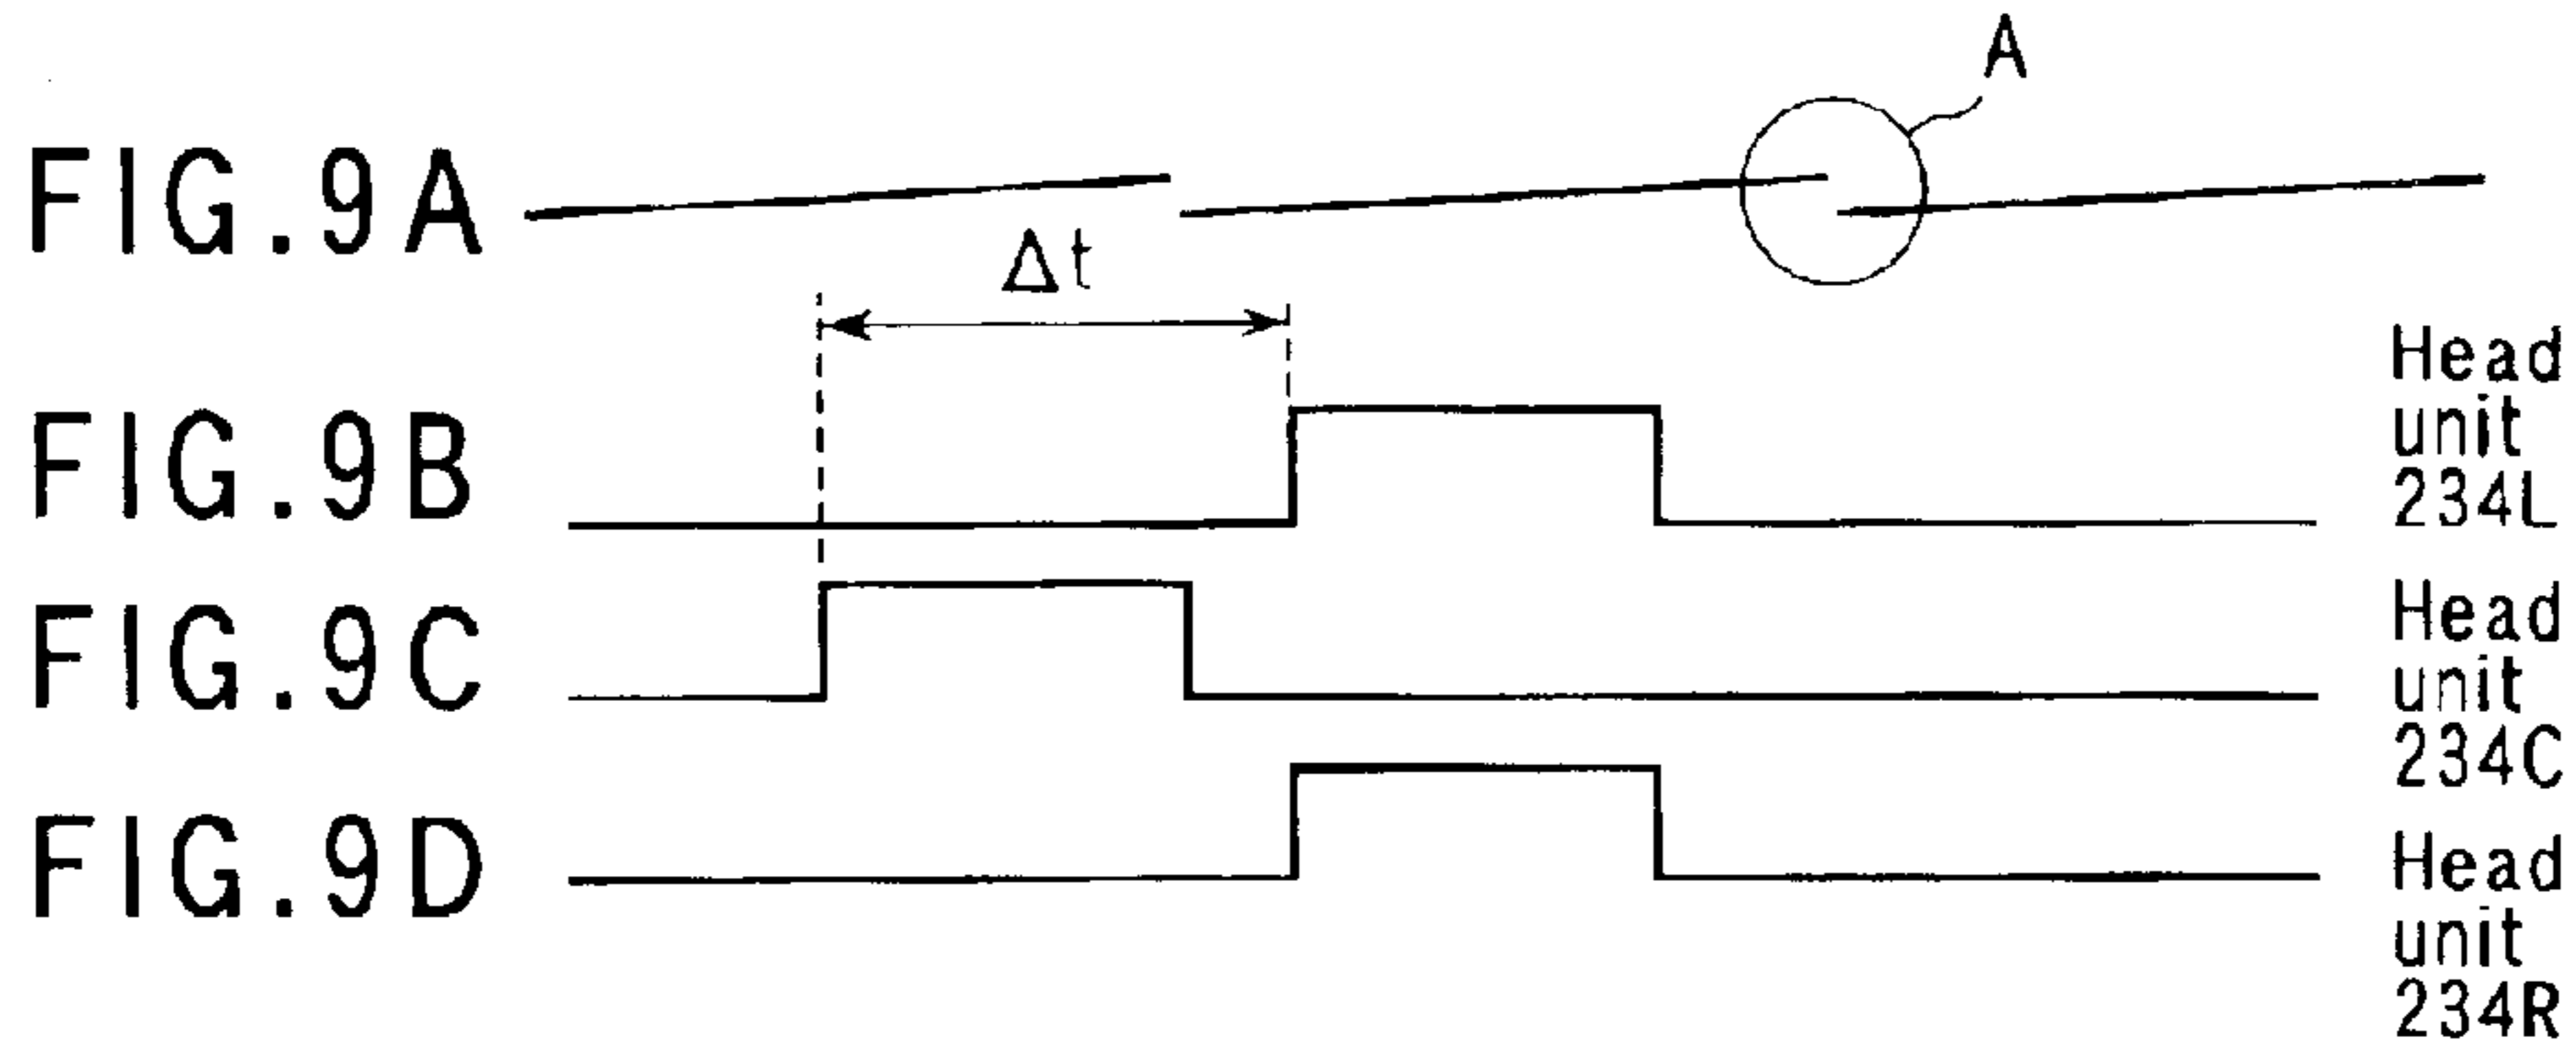 A
FIG.9A
Δt
FIG.9B
Head
unit
234L
FIG.9C
Head
unit
234C
FIG.9D
Head
unit
234R